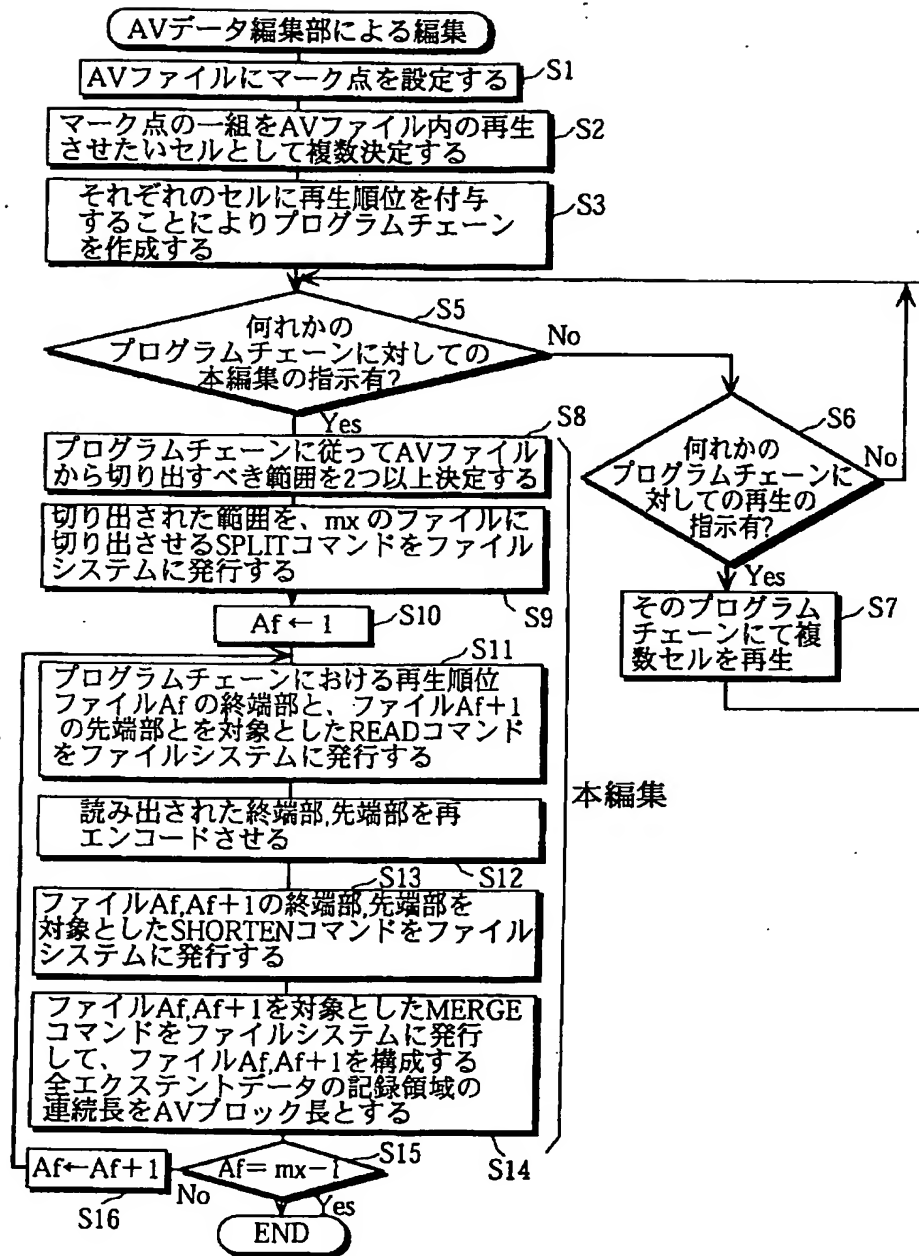 AVデータ編集部による編集
AVファイルにマーク点を設定する
S1
マーク点の一組をAVファイル内の再生
させたいセルとして複数決定する
S2
それぞれのセルに再生順位を付与
することによりプログラムチェーン
を作成する
S3
何れかの
プログラムチェーンに対しての
本編集の指示有?
S5
No
Yes
何れかの
プログラムチェーンに
対しての再生の
指示有?
S6
No
Yes
そのプログラム
チェーンにて複
数セルを再生
S7
S8
プログラムチェーンに従ってAVファイル
から切り出すべき範囲を2つ以上決定する
切り出された範囲を、mx のファイルに
切り出させるSPLITコマンドをファイル
システムに発行する
S9
Af←1
S10
S11
プログラムチェーンにおける再生順位
ファイルAf の終端部と、ファイルAf+1
の先端部とを対象としたREADコマンド
をファイルシステムに発行する
本編集
読み出された終端部,先端部を再
エンコードさせる
S12
S13
ファイルAf,Af+1の終端部,先端部を
対象としたSHORTENコマンドをファイル
システムに発行する
ファイルAf,Af+1を対象としたMERGE
コマンドをファイルシステムに発行
して、ファイルAf,Af+1を構成する
全エクステントデータの記録領域の
連続長をAVブロック長とする
S14
Af=mx-1
S15
No
Yes
Af←Af+1
S16
END